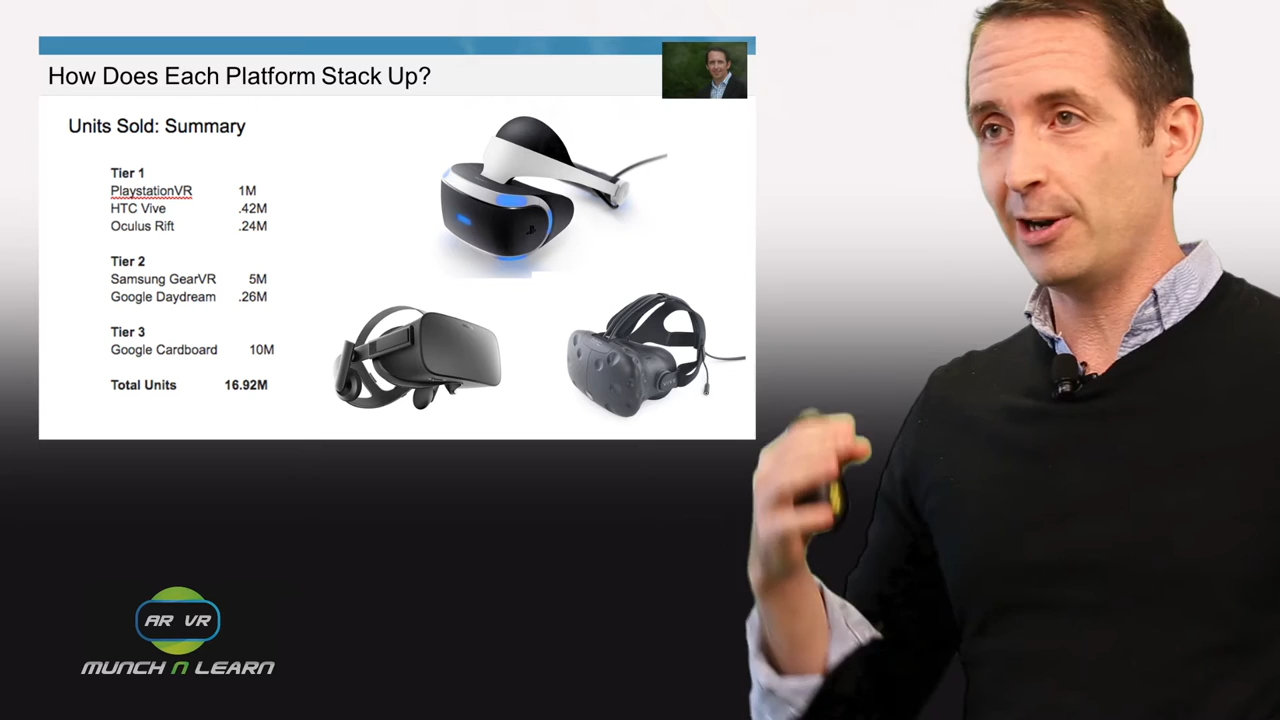 How Does Each Platform Stack Up?
Units Sold: Summary
Tier 1
PlaystationVR 1M
HTC Vive .42M
Oculus Rift .24M
Tier 2
Samsung GearVR 5M
Google Daydream .26M
Tier 3
Google Cardboard 10M
Total Units 16.92M
AR VR
MUNCH N LEARN